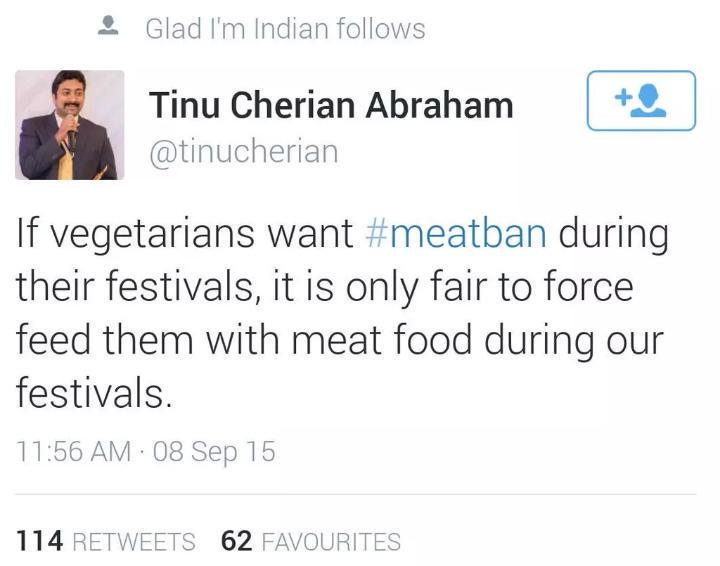 Glad I'm Indian follows
Tinu Cherian Abraham
@tinucherian
If vegetarians want #meatban during
their festivals, it is only fair to force
feed them with meat food during our
festivals.
11:56 AM · 08 Sep 15
114 RETWEETS 62 FAVOURITES